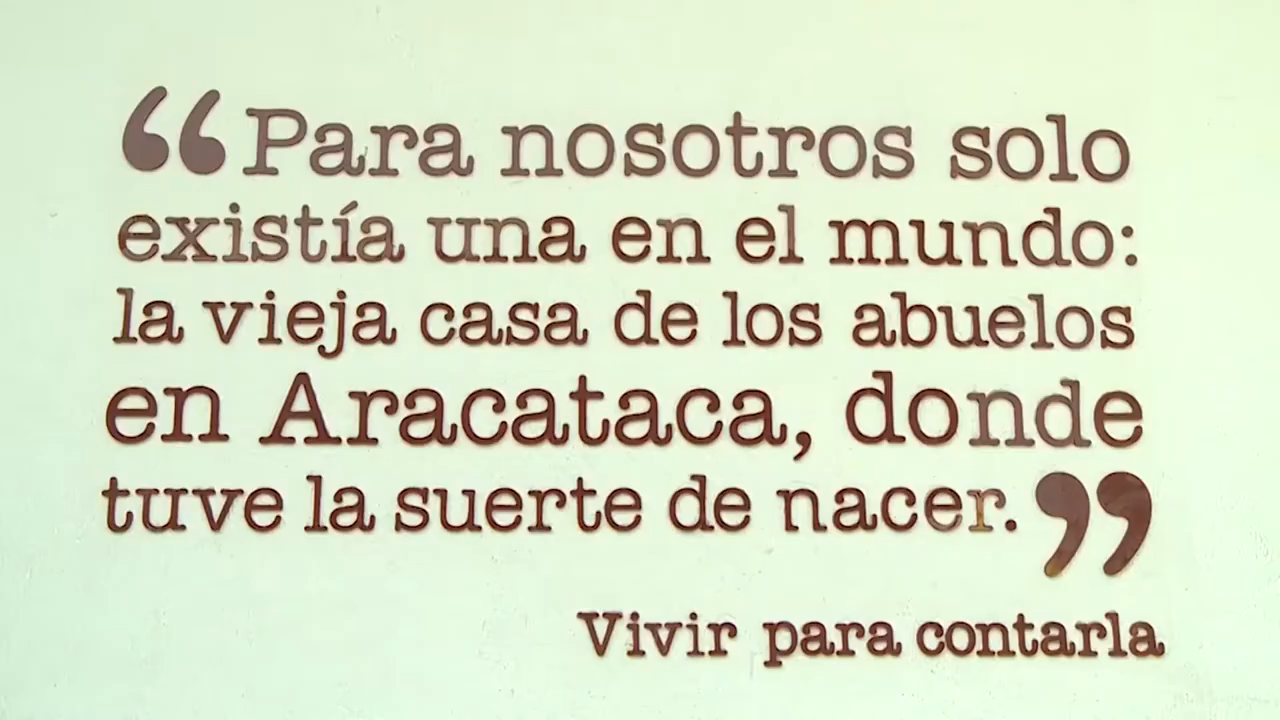 “Para nosotros solo
existía una en el mundo:
la vieja casa de los abuelos
en Aracataca, donde
tuve la suerte de nacer.”
Vivir para contarla